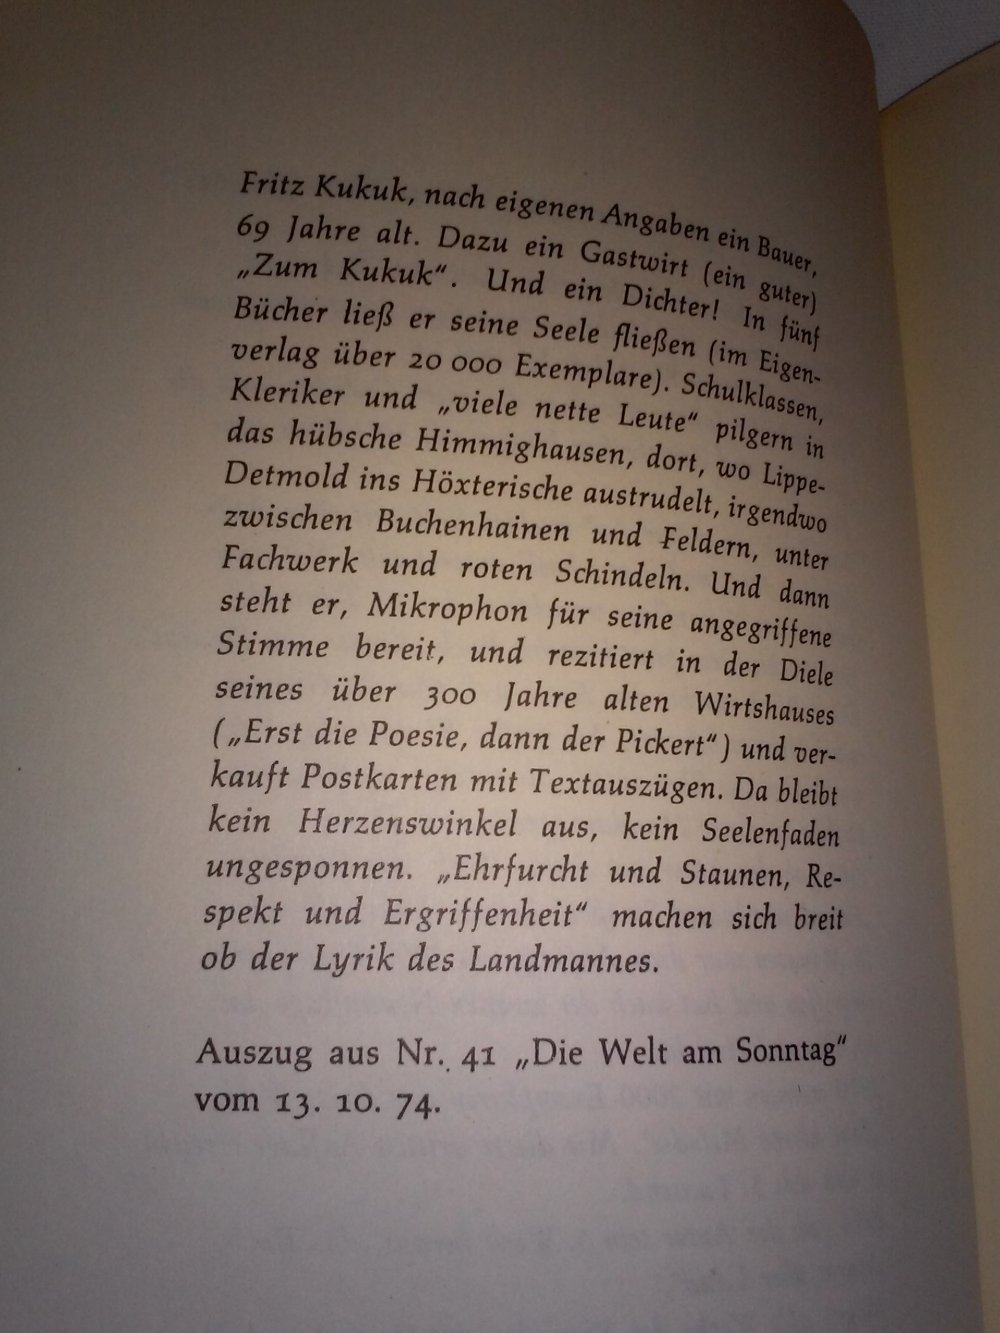 Fritz Kukuk, nach eigenen Angaben ein Bauer,
69 Jahre alt. Dazu ein Gastwirt (ein guter)
„Zum Kukuk“. Und ein Dichter! In fünf
Bücher ließ er seine Seele fließen (im Eigen-
verlag über 20 000 Exemplare). Schulklassen,
Kleriker und „viele nette Leute“ pilgern in
das hübsche Himmighausen, dort, wo Lippe-
Detmold ins Höxterische austrudelt, irgendwo
zwischen Buchenhainen und Feldern, unter
Fachwerk und roten Schindeln. Und dann
steht er, Mikrophon für seine angegriffene
Stimme bereit, und rezitiert in der Diele
seines über 300 Jahre alten Wirtshauses
(„Erst die Poesie, dann der Pickert“) und ver-
kauft Postkarten mit Textauszügen. Da bleibt
kein Herzenswinkel aus, kein Seelenfaden
ungesponnen. „Ehrfurcht und Staunen, Re-
spekt und Ergriffenheit“ machen sich breit
ob der Lyrik des Landmannes.
Auszug aus Nr. 41 „Die Welt am Sonntag“
vom 13. 10. 74.